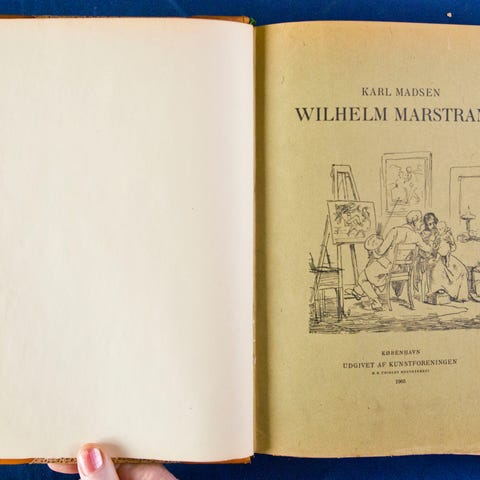 KARL MADSEN
WILHELM MARSTRAN
KØBENHAVN
UDGIVET AF KUNSTFORENINGEN
1905